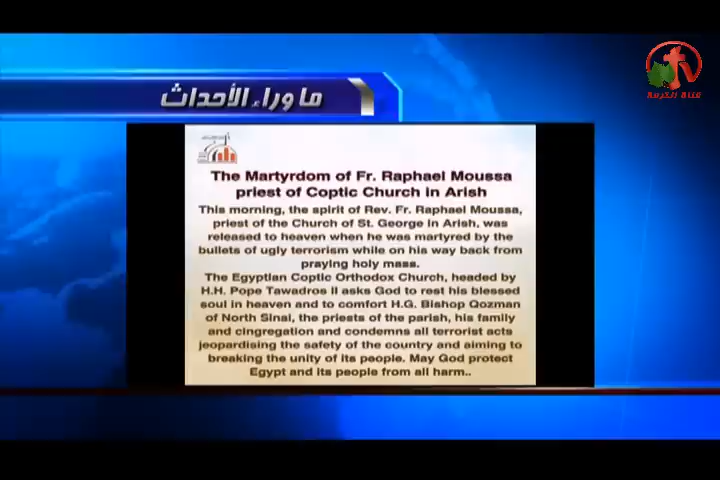 ما وراء الأحداث
قناة الكرمة
The Martyrdom of Fr. Raphael Moussa
priest of Coptic Church in Arish
This morning, the spirit of Rev. Fr. Raphael Moussa,
priest of the Church of St. George in Arish, was
released to heaven when he was martyred by the
bullets of ugly terrorism while on his way back from
praying holy mass.
The Egyptian Coptic Orthodox Church, headed by
H.H. Pope Tawadros II asks God to rest his blessed
soul in heaven and to comfort H.G. Bishop Qozman
of North Sinai, the priests of the parish, his family
and cingregation and condemns all terrorist acts
jeopardising the safety of the country and aiming to
breaking the unity of its people. May God protect
Egypt and its people from all harm..